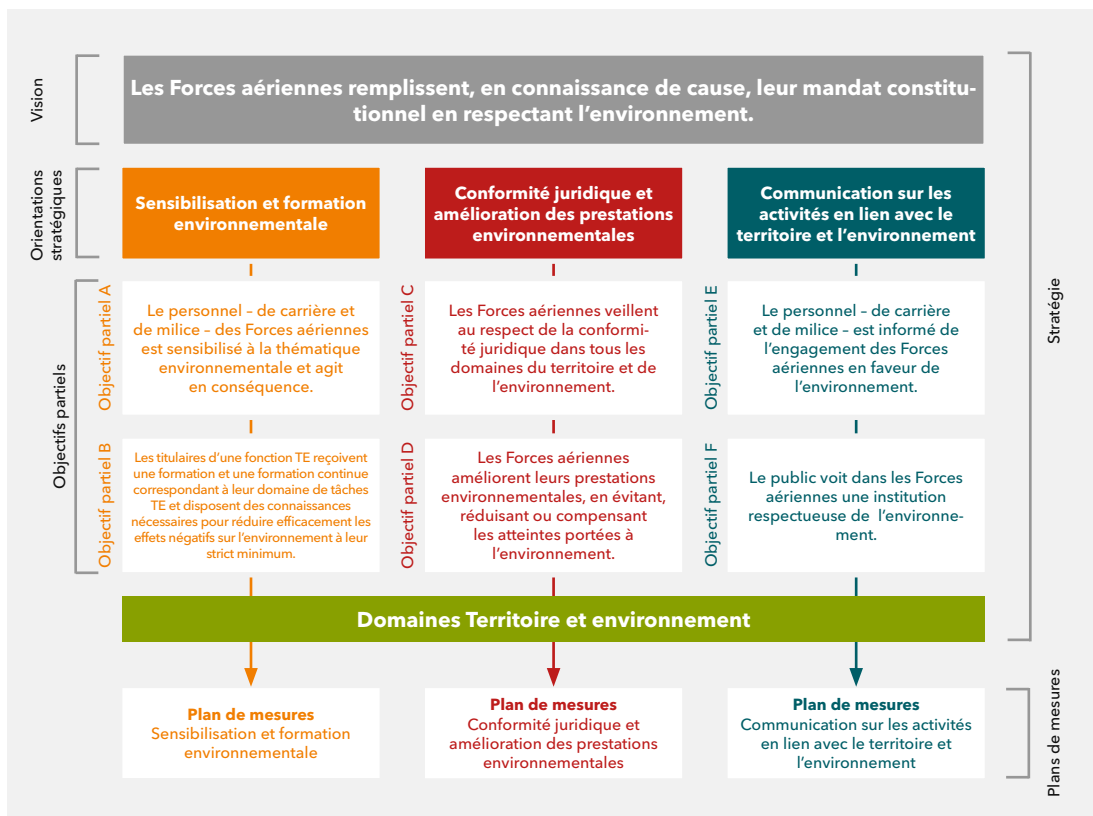 Vision
Les Forces aériennes remplissent, en connaissance de cause, leur mandat constitu-
tionnel en respectant l’environnement.
Stratégie
Orientations
stratégiques
Sensibilisation et formation
environnementale
Conformité juridique et
amélioration des prestations
environnementales
Communication sur les
activités en lien avec le
territoire et l’environnement
Objectifs partiels
Objectif partiel A
Le personnel – de carrière et
de milice – des Forces aériennes
est sensibilisé à la thématique
environnementale et agit
en conséquence.
Objectif partiel C
Les Forces aériennes veillent
au respect de la conformi-
té juridique dans tous les
domaines du territoire et de
l’environnement.
Objectif partiel E
Le personnel – de carrière
et de milice – est informé de
l’engagement des Forces
aériennes en faveur de
l’environnement.
Objectif partiel B
Les titulaires d’une fonction TE reçoivent
une formation et une formation continue
correspondant à leur domaine de tâches
TE et disposent des connaissances
nécessaires pour réduire efficacement les
effets négatifs sur l’environnement à leur
strict minimum.
Objectif partiel D
Les Forces aériennes
améliorent leurs prestations
environnementales, en évitant,
réduisant ou compensant
les atteintes portées à
l’environnement.
Objectif partiel F
Le public voit dans les Forces
aériennes une institution
respectueuse de l’environne-
ment.
Domaines Territoire et environnement
Plan de mesures
Sensibilisation et formation
environnementale
Plan de mesures
Conformité juridique et
amélioration des prestations
environnementales
Plan de mesures
Communication sur les activités
en lien avec le territoire et
l’environnement
Plans de mesures